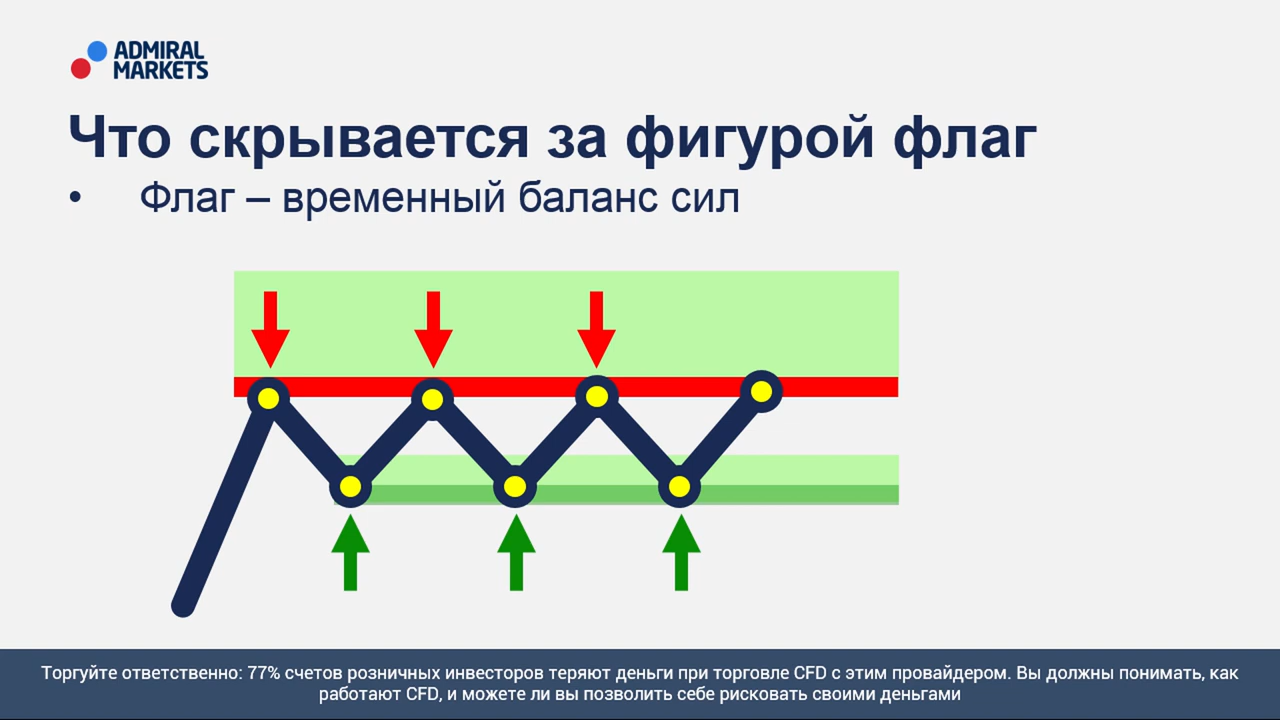 ADMIRAL
MARKETS
Что скрывается за фигурой флаг
• Флаг – временный баланс сил
Торгуйте ответственно: 77% счетов розничных инвесторов теряют деньги при торговле CFD с этим провайдером. Вы должны понимать, как
работают CFD, и можете ли вы позволить себе рисковать своими деньгами